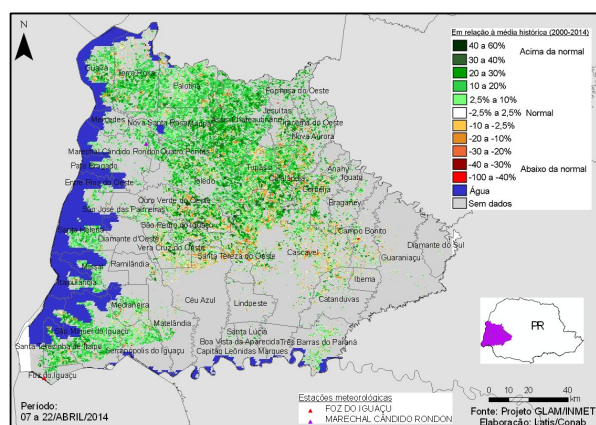 N
Em relação à média histórica (2000-2014)
40 a 60%
Acima da normal
30 a 40%
20 a 30%
10 a 20%
2,5% a 10%
-2,5% a 2,5%
Normal
-10 a -2,5%
-20 a -10%
-30 a -20%
-40 a -30%
Abaixo da normal
-100 a -40%
Água
Sem dados
Guaíra
Terra Roxa
Palotina
Formosa do Oeste
Jesuítas
Assis Chateaubriand
Iracema do Oeste
Mercedes
Nova Santa Rosa
Maripá
Nova Aurora
Marechal Cândido Rondon
Quatro Pontes
Pato Bragado
Tupãssi
Cafelândia
Anahy
Iguatu
Entre Rios do Oeste
Toledo
Corbélia
Ouro Verde do Oeste
Braganey
São José das Palmeiras
São Pedro do Iguaçu
Santa Helena
Diamante d'Oeste
Campo Bonito
Vera Cruz do Oeste
Santa Tereza do Oeste
Cascavel
Diamante do Sul
Guaraniaçu
Missal
Ramilândia
Ibema
Itaipulândia
Céu Azul
Lindoeste
Catanduvas
Medianeira
Matelândia
São Miguel do Iguaçu
Santa Lúcia
Santa Terezinha de Itaipu
Serranópolis do Iguaçu
Boa Vista da Aparecida
Três Barras do Paraná
Capitão Leônidas Marques
Foz do Iguaçu
PR
0
10
20
40
km
Período:
07 a 22/ABRIL/2014
Estações meteorológicas
FOZ DO IGUAÇU
MARECHAL CÂNDIDO RONDON
Fonte: Projeto GLAM/INMET
Elaboração: Latis/Conab